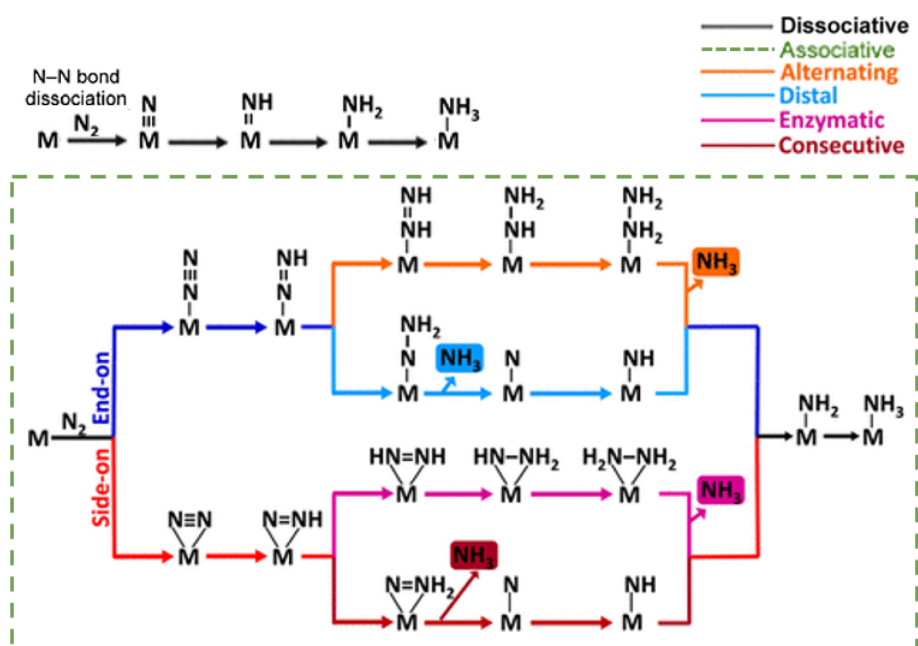 Dissociative
Associative
Alternating
Distal
Enzymatic
Consecutive
N–N bond
dissociation
N NH NH₂ NH₃
M N₂ M M M M
NH NH₂ NH₂
NH NH NH₂
M M M NH₃
N NH
N N
M M
NH₂
N NH₃ N NH
M M M
End-on
M N₂
NH₂ NH₃
M M
Side-on
HN=NH HN–NH₂ H₂N–NH₂
M M M NH₃
N≡N N=NH
M M
NH₃
N=NH₂ N NH
M M M